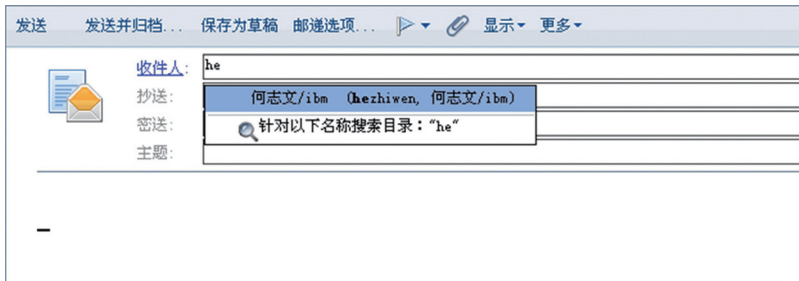 发送 发送并归档... 保存为草稿 邮递选项... 显示 更多
收件人: he
抄送: 何志文/ibm (hezhiwen, 何志文/ibm)
密送: 针对以下名称搜索目录："he"
主题: